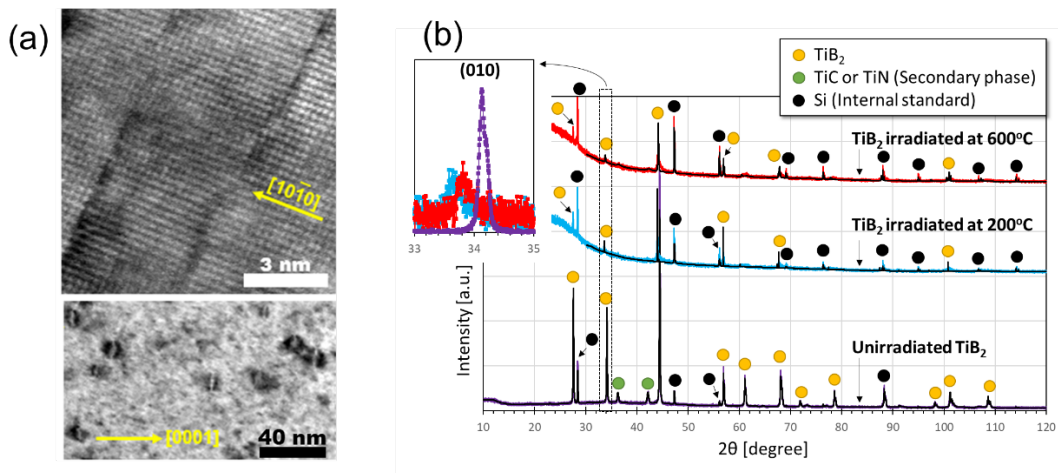 (a)
[101̄0]
3 nm
[0001]
40 nm
(b)
(010)
33 34 35
TiB₂
TiC or TiN (Secondary phase)
Si (Internal standard)
TiB₂ irradiated at 600°C
TiB₂ irradiated at 200°C
Unirradiated TiB₂
Intensity [a.u.]
10 20 30 40 50 60 70 80 90 100 110 120
2θ [degree]